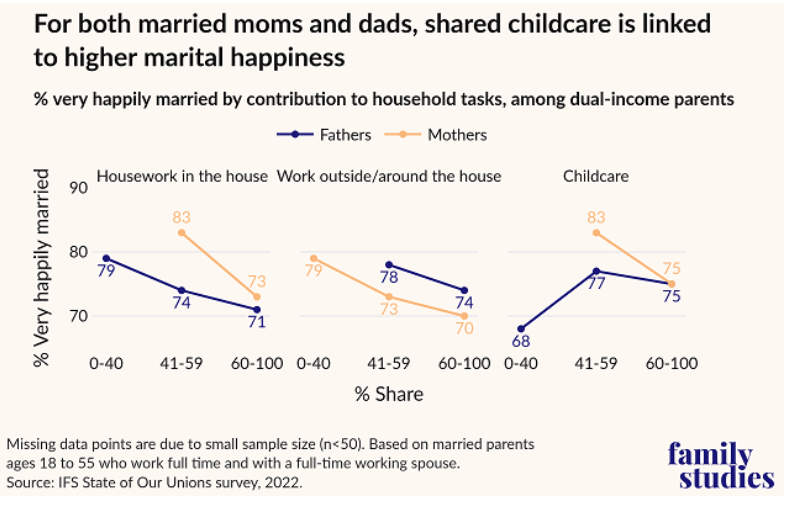 For both married moms and dads, shared childcare is linked
to higher marital happiness
% very happily married by contribution to household tasks, among dual-income parents
Fathers Mothers
% Very happily married
Housework in the house Work outside/around the house Childcare
90
80
70
83
79
74
73
71
79
78
73
74
70
83
77
75
75
68
0-40 41-59 60-100 0-40 41-59 60-100 0-40 41-59 60-100
% Share
Missing data points are due to small sample size (n<50). Based on married parents
ages 18 to 55 who work full time and with a full-time working spouse.
Source: IFS State of Our Unions survey, 2022.
family
studies